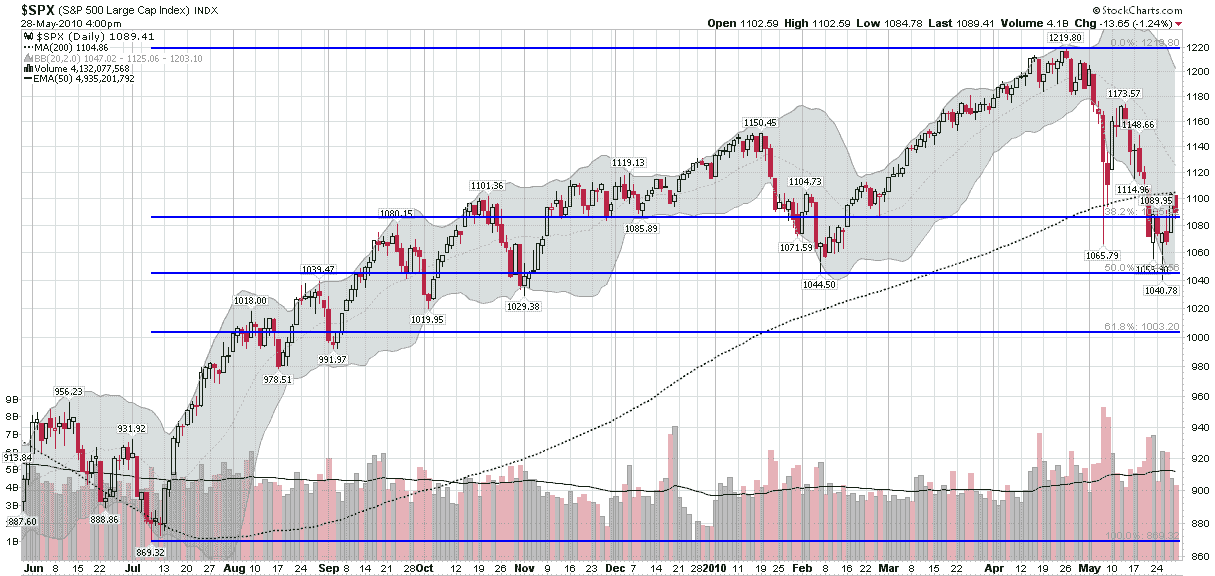 $SPX (S&P 500 Large Cap Index) INDX
© StockCharts.com
28-May-2010 4:00pm
Open 1102.59 High 1102.59 Low 1084.78 Last 1089.41 Volume 4.1B Chg -13.65 (-1.24%)
$SPX (Daily) 1089.41
MA(200) 1104.86
BB(20,2.0) 1047.02 - 1125.06 - 1203.10
Volume 4,132,077,568
EMA(50) 4,935,201,792
1219.80
0.0%: 1219.80
1220
1200
1180
1173.57
1160
1150.45
1148.66
1140
1119.13
1120
1101.36
1104.73
1114.96
1089.95
1100
1080.15
38.2%:
1085.89
1080
1071.59
1065.79
1060
1039.47
50.0%:
1044.50
1040.78
1040
1029.38
1018.00
1019.95
1020
61.8%: 1003.20
1000
991.97
978.51
980
956.23
960
9B
8B
7B
6B
5B
4B
3B
2B
1B
931.92
940
913.84
920
900
887.60
888.86
880
869.32
100.0%: 869.32
860
Jun 8 15 22 Jul 13 20 27 Aug 10 17 24 Sep 14 21 Oct 12 19 26 Nov 9 16 23 Dec 7 14 21 28 2010 11 19 25 Feb 8 16 22 Mar 8 15 22 Apr 12 19 26 May 10 17 24